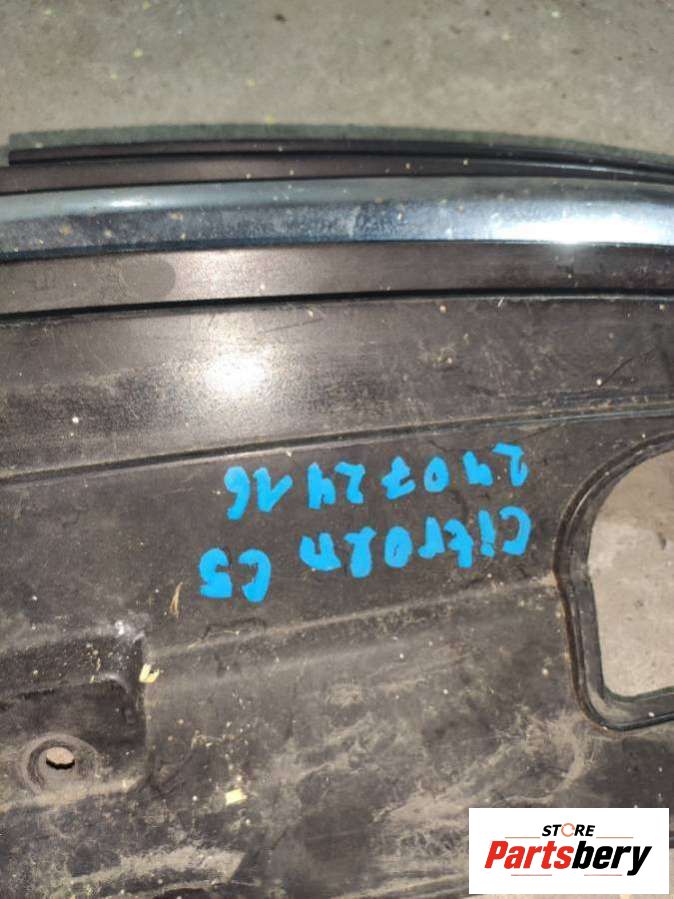 Citroen C5
24072416
STORE
Partsbery